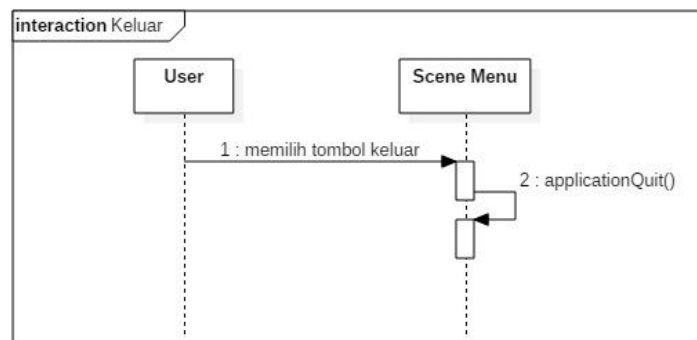 interaction Keluar
User
Scene Menu
1 : memilih tombol keluar
2 : applicationQuit()